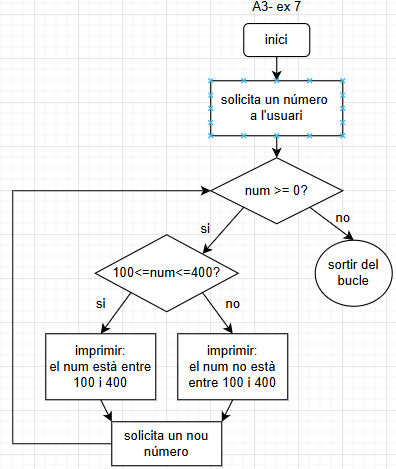 A3- ex 7
inici
solicita un número
a l'usuari
num >= 0?
si
no
100<=num<=400?
sortir del
bucle
si
no
imprimir:
el num està entre
100 i 400
imprimir:
el num no està
entre 100 i 400
solicita un nou
número